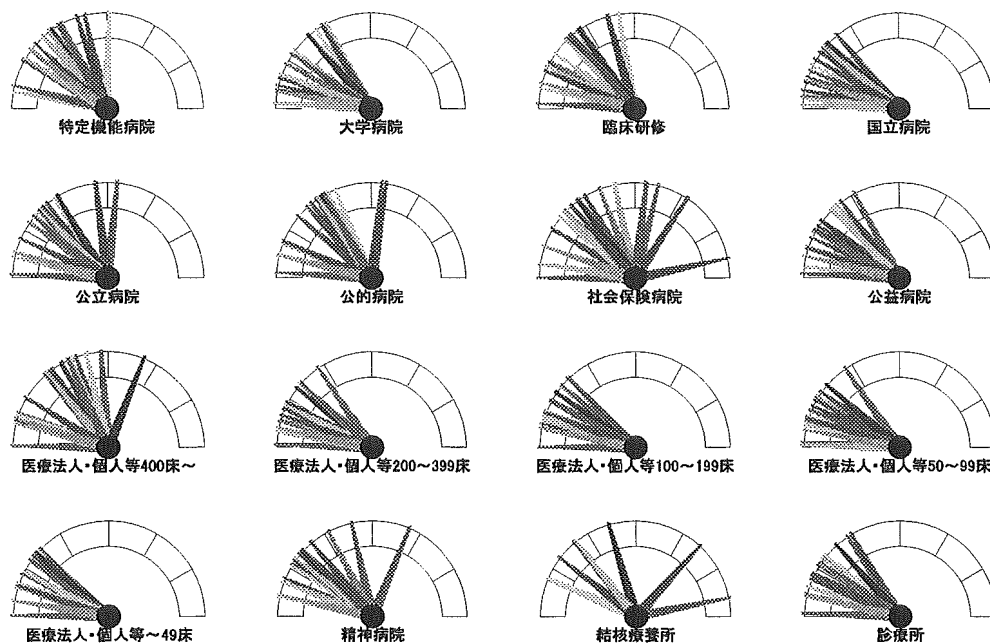 特定機能病院
大学病院
臨床研修
国立病院
公立病院
公的病院
社会保険病院
公益病院
医療法人・個人等400床～
医療法人・個人等200～399床
医療法人・個人等100～199床
医療法人・個人等50～99床
医療法人・個人等～49床
精神病院
結核療養所
診療所